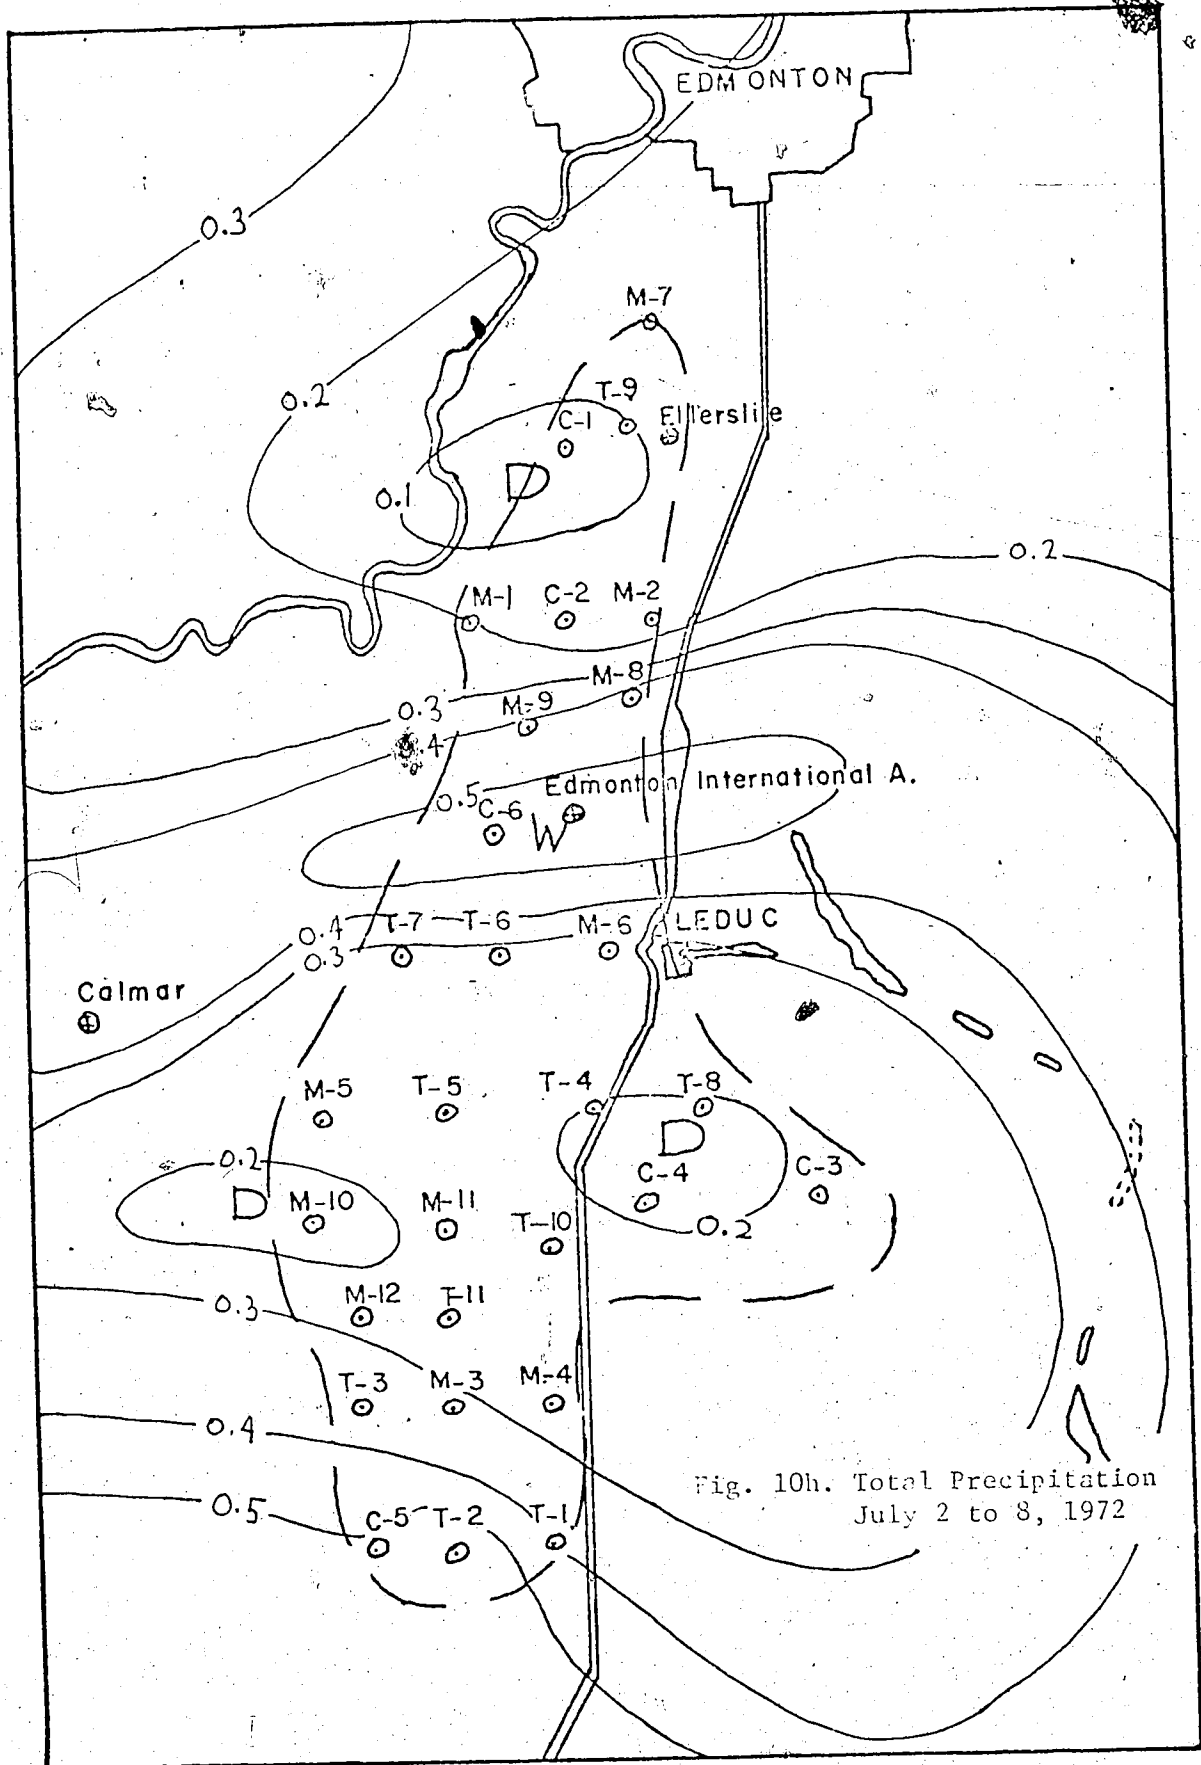 EDMONTON
0.3
M-7
0.2
T-9
C-1
Ellerslie
D
0.1
0.2
M-1 C-2 M-2
M-8
0.3
M-9
.4
Edmonton International A.
0.5
C-6
W
0.4 T-7 T-6 M-6 LEDUC
0.3
Calmar
M-5 T-5 T-4 T-8
D
0.2
C-4 C-3
D M-10 M-11
T-10 0.2
0.3 M-12 T-11
T-3 M-3 M-4
0.4
Fig. 10h. Total Precipitation
July 2 to 8, 1972
0.5
C-5 T-2 T-1